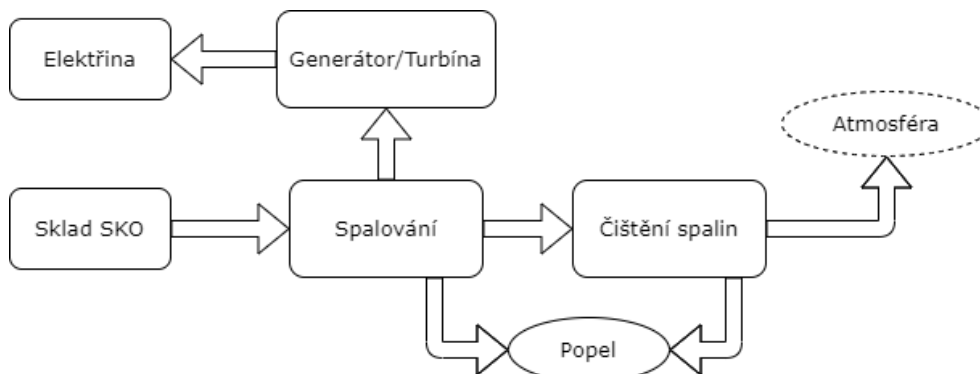 Elektřina
Generátor/Turbína
Atmosféra
Sklad SKO
Spalování
Čištění spalin
Popel